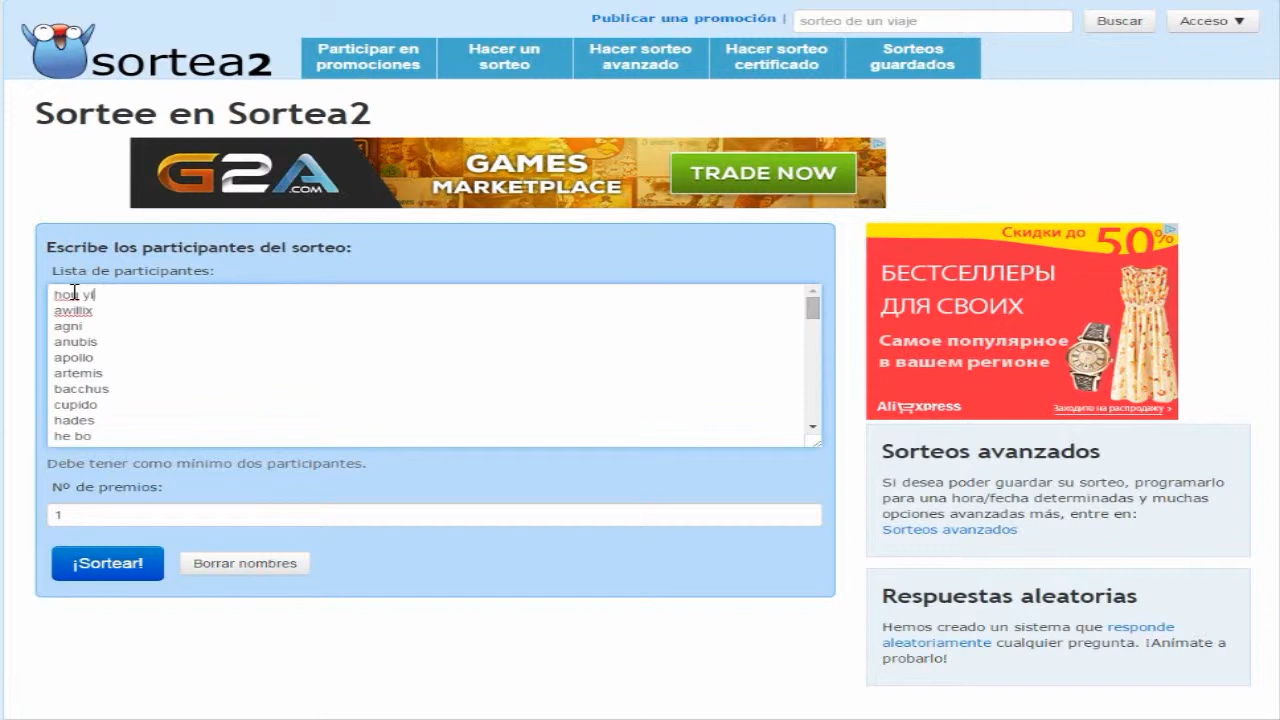 Publicar una promoción |
sorteo de un viaje
Buscar
Acceso ▼
sortea2
Participar en
promociones
Hacer un
sorteo
Hacer sorteo
avanzado
Hacer sorteo
certificado
Sorteos
guardados
Sortee en Sortea2
G2A
.COM
GAMES
MARKETPLACE
TRADE NOW
Escribe los participantes del sorteo:
Lista de participantes:
hou yi
awillix
agni
anubis
apollo
artemis
bacchus
cupido
hades
he bo
Debe tener como mínimo dos participantes.
Nº de premios:
1
¡Sortear!
Borrar nombres
Скидки до 50%
БЕСТСЕЛЛЕРЫ
ДЛЯ СВОИХ
Самое популярное
в вашем регионе
AliExpress
Заходите на распродажу ›
Sorteos avanzados
Si desea poder guardar su sorteo, programarlo
para una hora/fecha determinadas y muchas
opciones avanzadas más, entre en:
Sorteos avanzados
Respuestas aleatorias
Hemos creado un sistema que responde
aleatoriamente cualquier pregunta. ¡Anímate a
probarlo!